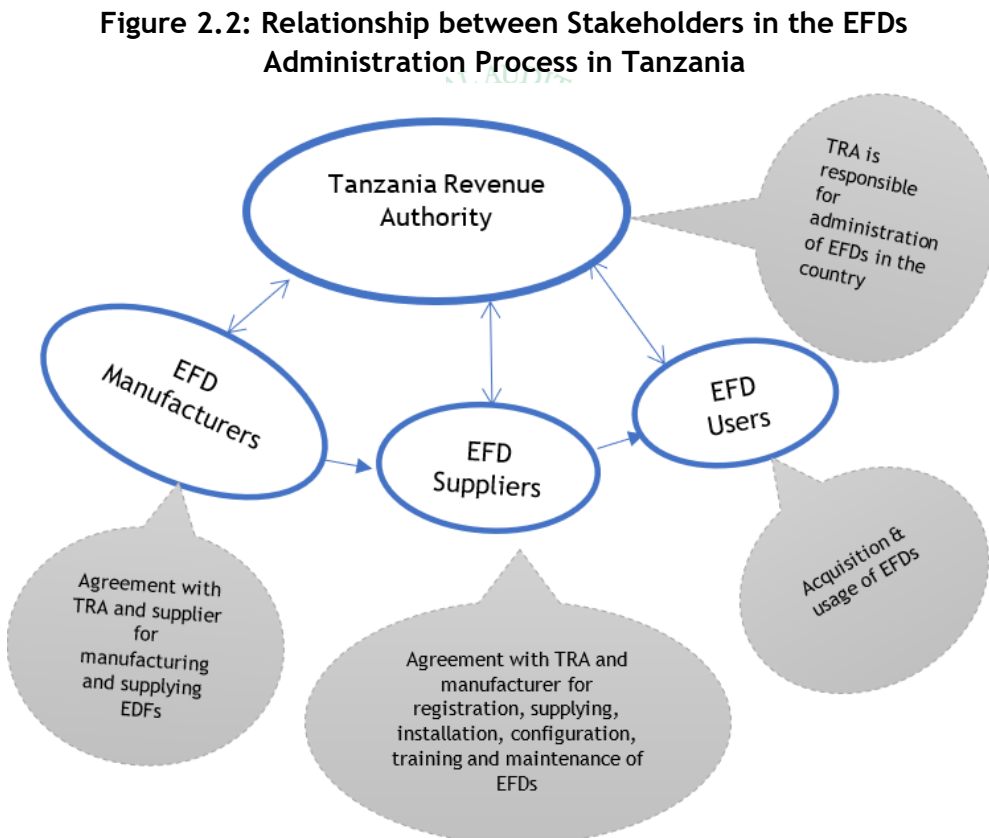 Figure 2.2: Relationship between Stakeholders in the EFDs
Administration Process in Tanzania
Tanzania Revenue
Authority
TRA is
responsible
for
administration
of EFDs in the
country
EFD
Manufacturers
EFD
Suppliers
EFD
Users
Agreement with
TRA and supplier
for
manufacturing
and supplying
EDFs
Agreement with TRA and
manufacturer for
registration, supplying,
installation, configuration,
training and maintenance of
EFDs
Acquisition &
usage of EFDs